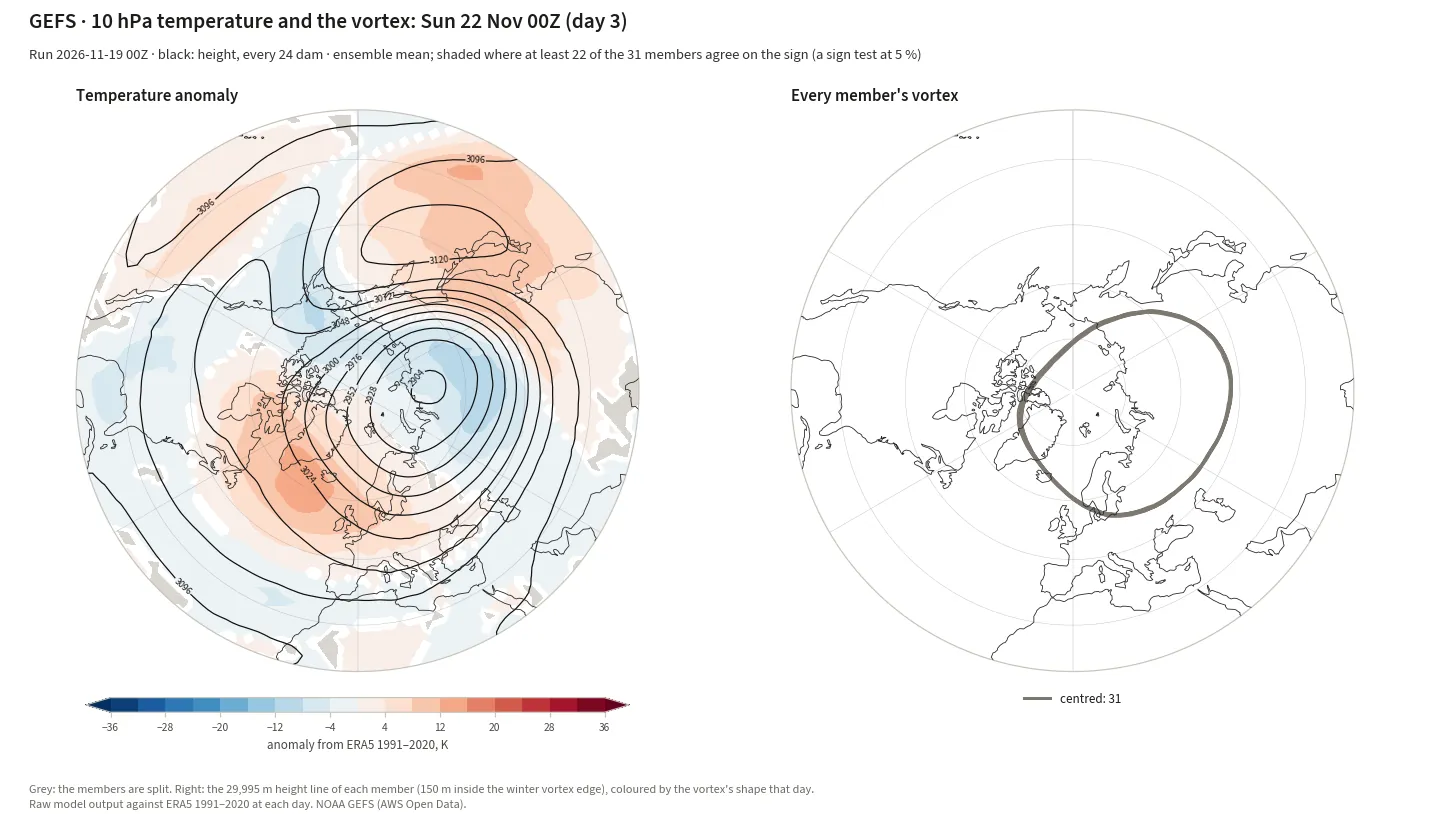 GEFS · 10 hPa temperature and the vortex: Sun 22 Nov 00Z (day 3)
Run 2026-11-19 00Z · black: height, every 24 dam · ensemble mean; shaded where at least 22 of the 31 members agree on the sign (a sign test at 5 %)
Temperature anomaly
Every member's vortex
3096
3096
3120
3072
3048
3000
2976
2952
2928
2904
3024
3096
centred: 31
−36
−28
−20
−12
−4
4
12
20
28
36
anomaly from ERA5 1991–2020, K
Grey: the members are split. Right: the 29,995 m height line of each member (150 m inside the winter vortex edge), coloured by the vortex's shape that day.
Raw model output against ERA5 1991–2020 at each day. NOAA GEFS (AWS Open Data).